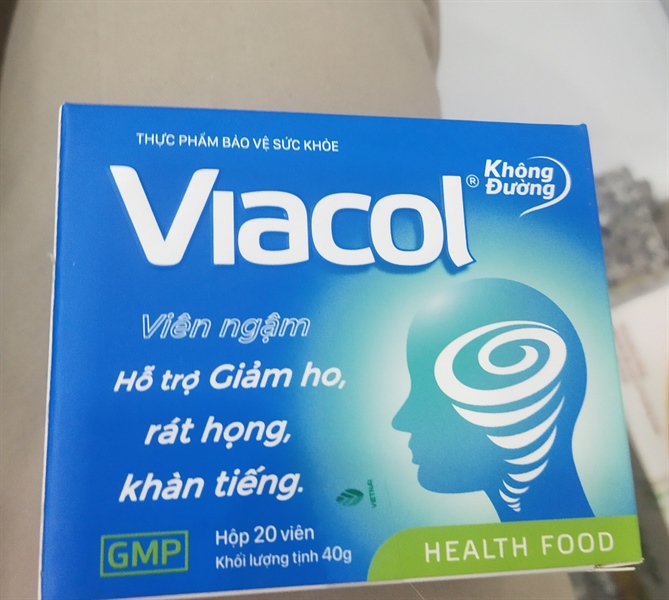 THỰC PHẨM BẢO VỆ SỨC KHỎE
Viacol®
Không
Đường
Viên ngậm
Hỗ trợ Giảm ho,
rát họng,
khàn tiếng.
GMP
Hộp 20 viên
Khối lượng tịnh 40g
HEALTH FOOD